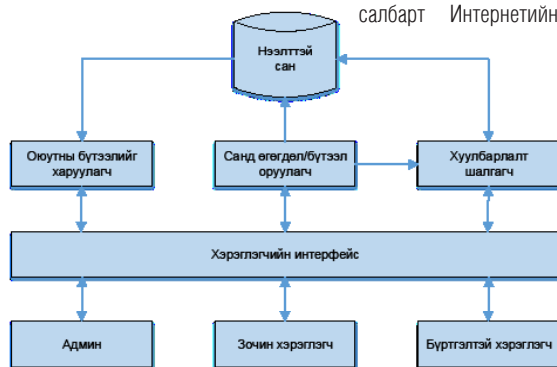 салбарт Интернетийн
Нээлттэй
сан
Оюутны бүтээлийг
харуулагч
Санд өгөгдөл/бүтээл
оруулагч
Хуулбарлалт
шалгагч
Хэрэглэгчийн интерфейс
Админ
Зочин хэрэглэгч
Бүртгэлтэй хэрэглэгч